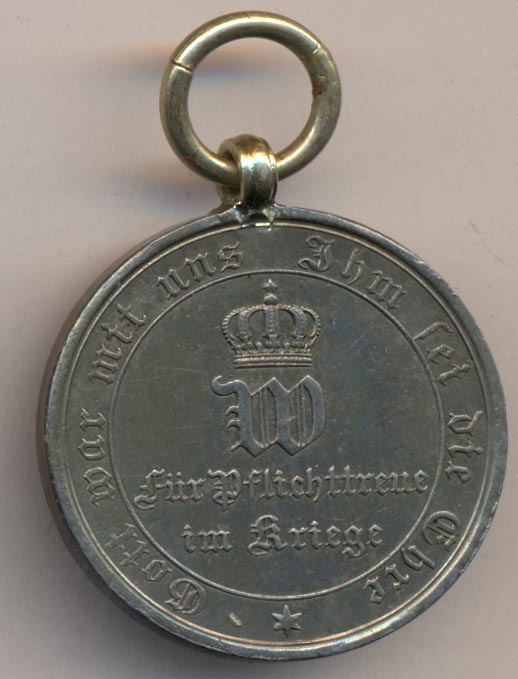 Gott war mit uns Ihm sei die Ehre
W
Für Pflichttreue
im Kriege